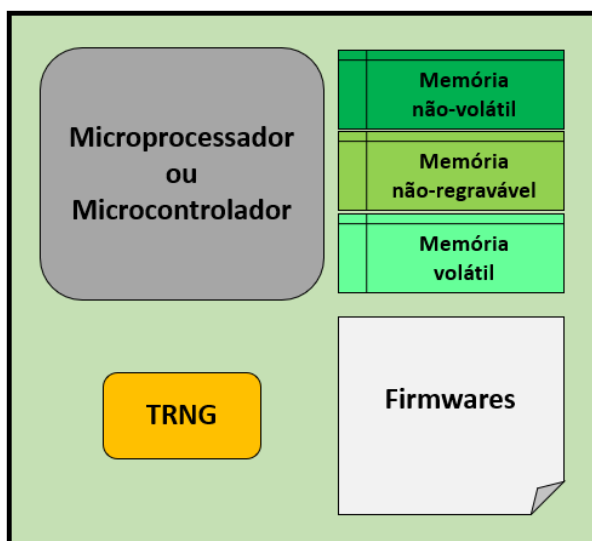 Microprocessador
ou
Microcontrolador
Memória
não-volátil
Memória
não-regravável
Memória
volátil
TRNG
Firmwares